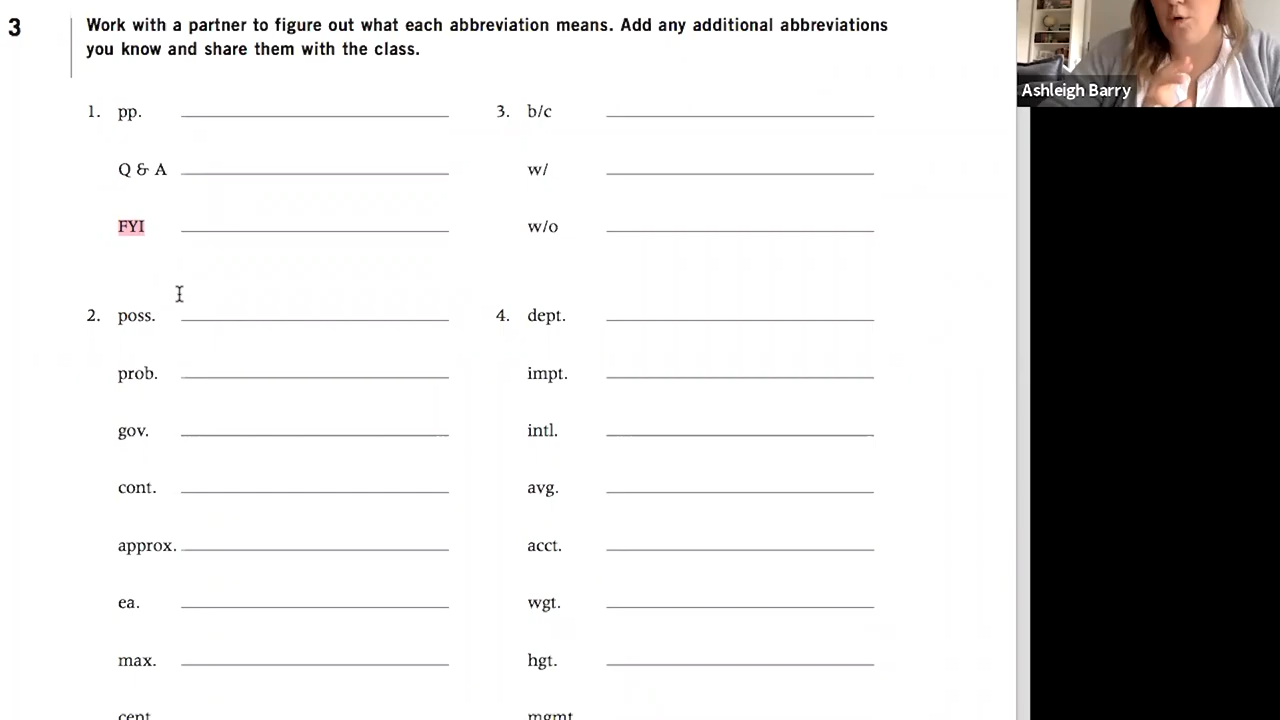 3
Work with a partner to figure out what each abbreviation means. Add any additional abbreviations
you know and share them with the class.
Ashleigh Barry
1. pp.
Q & A
FYI
2. poss.
prob.
gov.
cont.
approx.
ea.
max.
cent
3. b/c
w/
w/o
4. dept.
impt.
intl.
avg.
acct.
wgt.
hgt.
mgmt